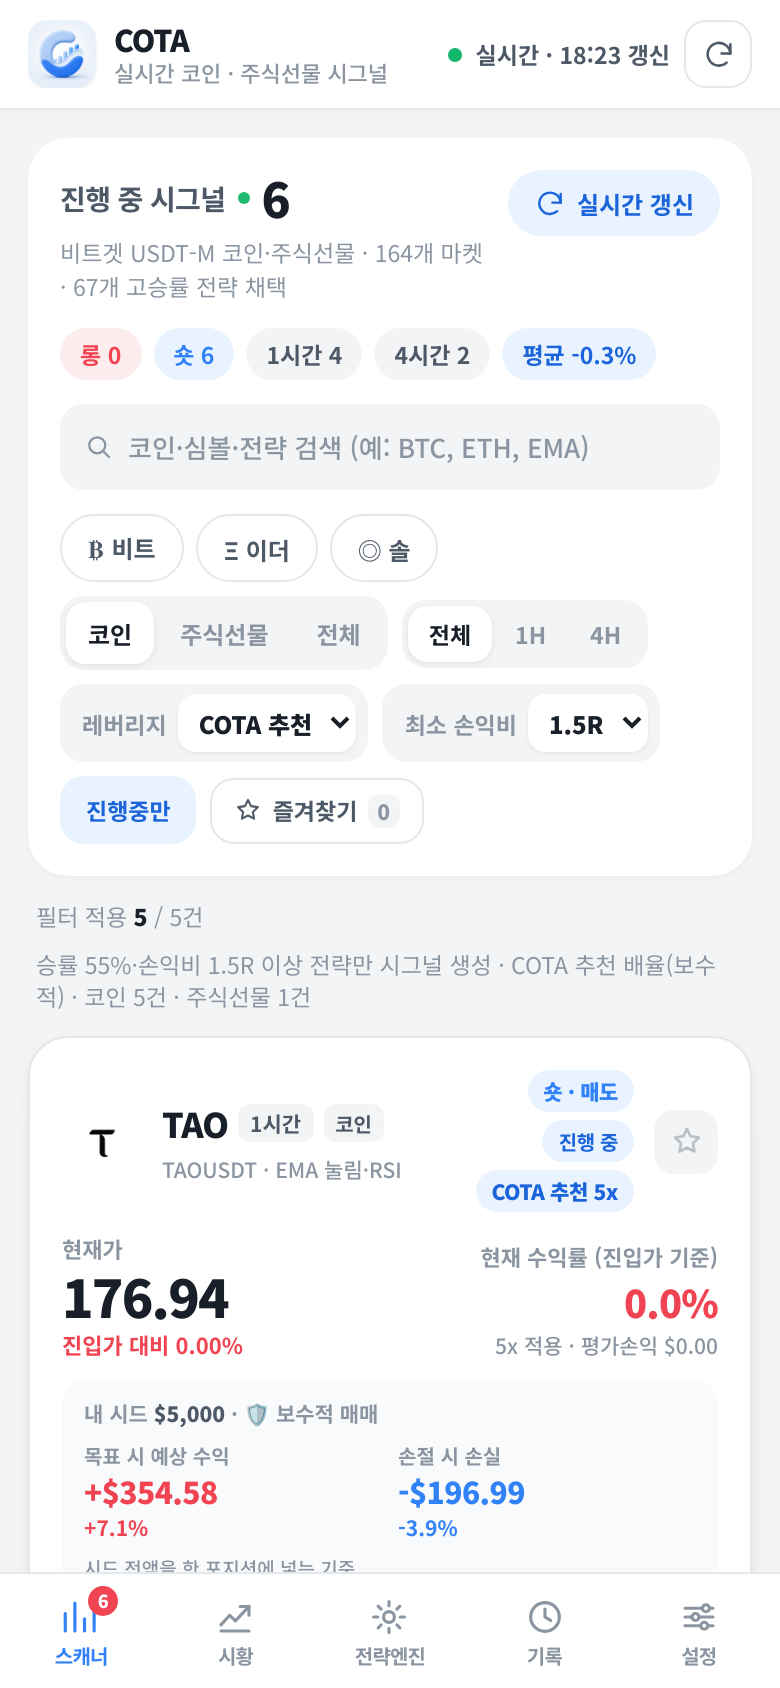 COTA
실시간 코인 · 주식선물 시그널
실시간 · 18:23 갱신
진행 중 시그널 6
실시간 갱신
비트겟 USDT-M 코인·주식선물 · 164개 마켓
· 67개 고승률 전략 채택
롱 0 숏 6 1시간 4 4시간 2 평균 -0.3%
코인·심볼·전략 검색 (예: BTC, ETH, EMA)
₿ 비트 Ξ 이더 ◎ 솔
코인 주식선물 전체 전체 1H 4H
레버리지 COTA 추천 최소 손익비 1.5R
진행중만 즐겨찾기 0
필터 적용 5 / 5건
승률 55%·손익비 1.5R 이상 전략만 시그널 생성 · COTA 추천 배율(보수
적) · 코인 5건 · 주식선물 1건
숏 · 매도
TAO 1시간 코인
진행 중
TAOUSDT · EMA 눌림·RSI
COTA 추천 5x
현재가
현재 수익률 (진입가 기준)
176.94
0.0%
진입가 대비 0.00%
5x 적용 · 평가손익 $0.00
내 시드 $5,000 · 🛡️ 보수적 매매
목표 시 예상 수익 손절 시 손실
+$354.58 -$196.99
+7.1% -3.9%
시드 전액을 한 포지션에 넣는 기준
6
스캐너 시황 전략엔진 기록 설정